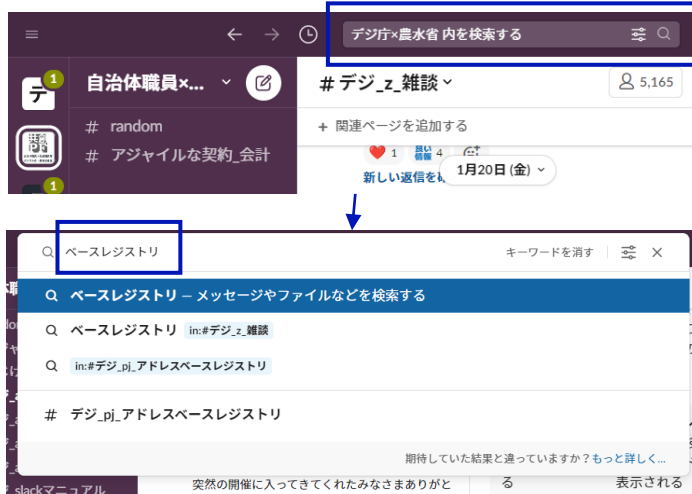 デジ庁×農水省 内を検索する
テ 1
自治体職員×...
# デジ_z_雑談
5,165
# random
# アジャイルな契約_会計
+ 関連ページを追加する
1 良い情報 4
新しい返信を
1月20日 (金)
1
ベースレジストリ
キーワードを消す
ベースレジストリ – メッセージやファイルなどを検索する
ベースレジストリ in:#デジ_z_雑談
in:#デジ_pj_アドレスベースレジストリ
# デジ_pj_アドレスベースレジストリ
期待していた結果と違っていますか？もっと詳しく...
slackマニュアル
突然の開催に入ってきてくれたみなさまありがと
る
表示される